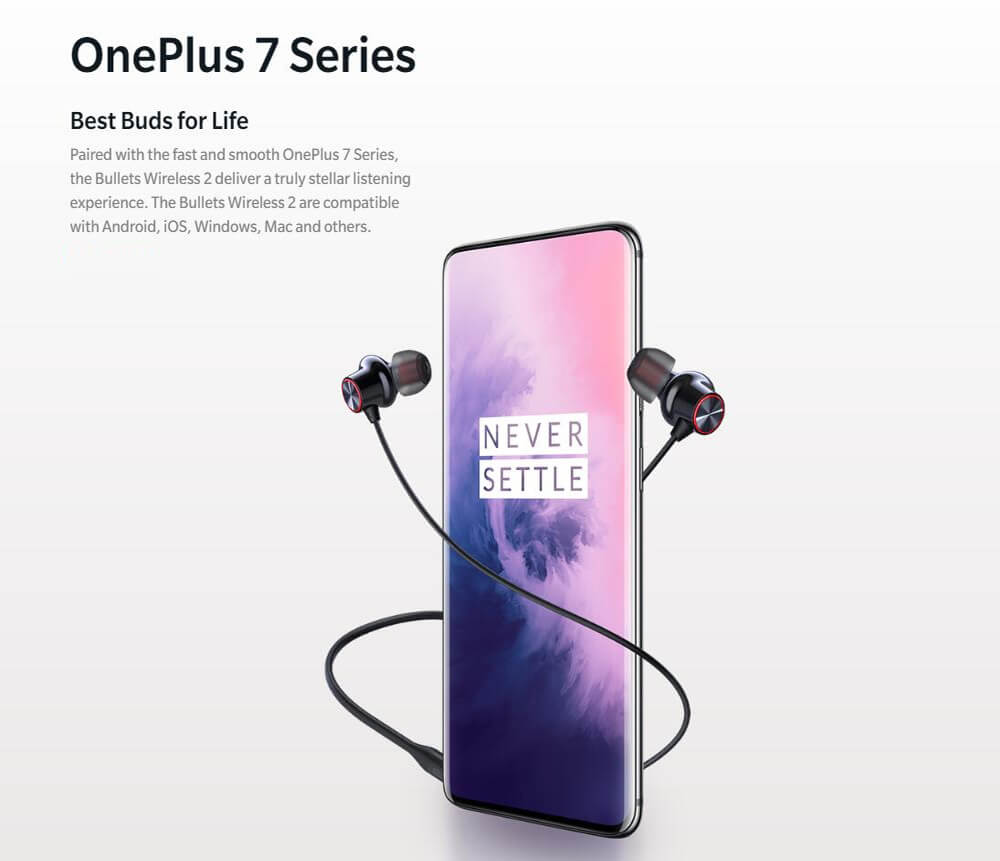 OnePlus 7 Series
Best Buds for Life
Paired with the fast and smooth OnePlus 7 Series,
the Bullets Wireless 2 deliver a truly stellar listening
experience. The Bullets Wireless 2 are compatible
with Android, iOS, Windows, Mac and others.
NEVER
SETTLE